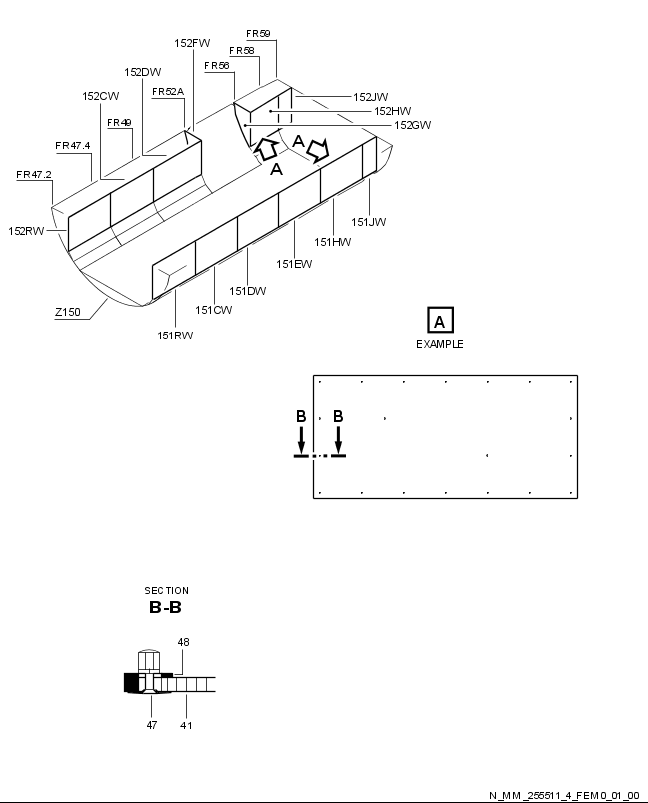 FR59
152FW
FR58
FR56
152DW
FR52A
152CW
152JW
152HW
FR49
152GW
A
FR47.4
A
FR47.2
151JW
152RW
151HW
151EW
151DW
Z150
151CW
151RW
A
EXAMPLE
B B
SECTION
B-B
48
47 41
N_MM_255511_4_FEM0_01_00